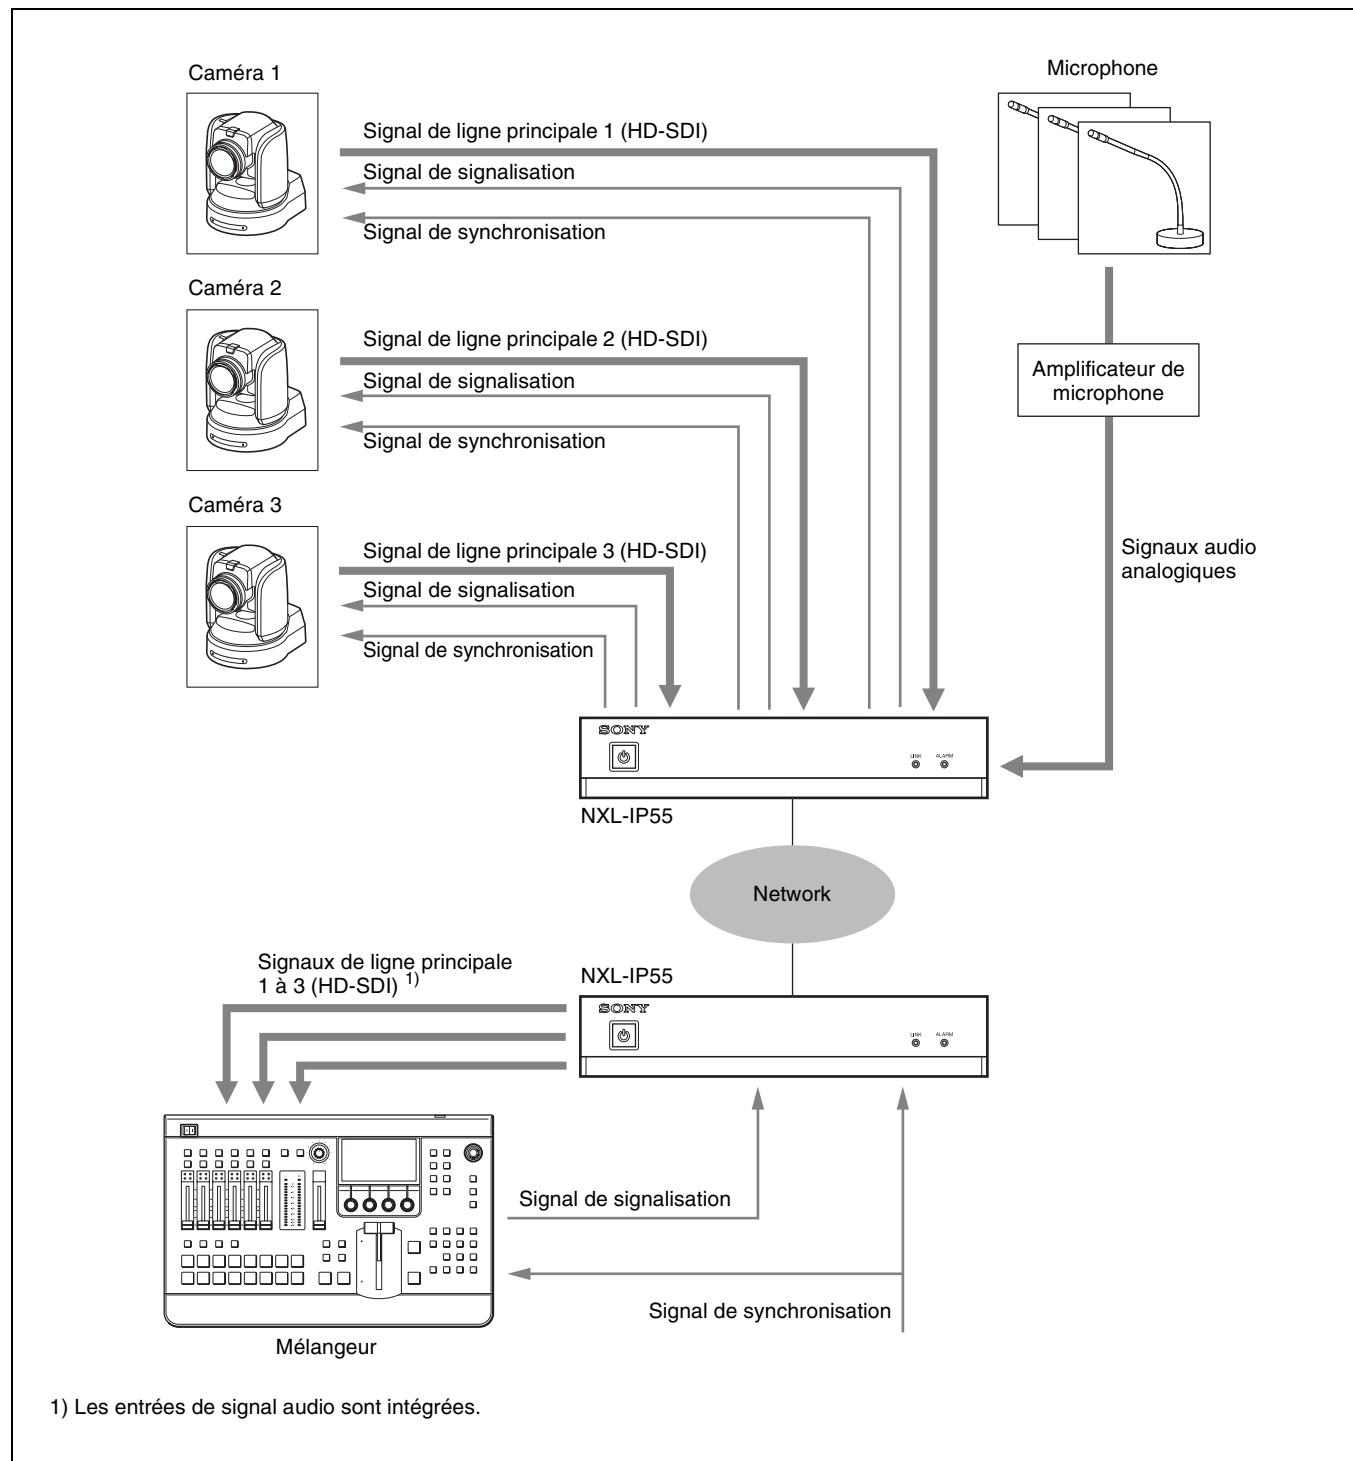 Caméra 1
Microphone
Signal de ligne principale 1 (HD-SDI)
Signal de signalisation
Signal de synchronisation
Caméra 2
Signal de ligne principale 2 (HD-SDI)
Signal de signalisation
Signal de synchronisation
Amplificateur de
microphone
Caméra 3
Signal de ligne principale 3 (HD-SDI)
Signal de signalisation
Signal de synchronisation
Signaux audio
analogiques
SONY
LINK ALARM
NXL-IP55
Network
Signaux de ligne principale
1 à 3 (HD-SDI) 1)
NXL-IP55
SONY
LINK ALARM
Signal de signalisation
Signal de synchronisation
Mélangeur
1) Les entrées de signal audio sont intégrées.